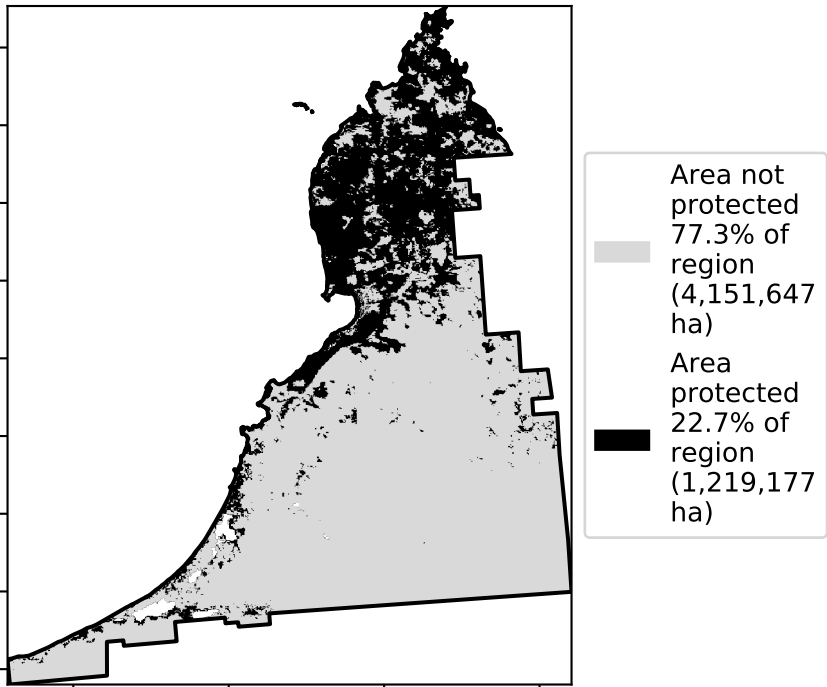 Area not
protected
77.3% of
region
(4,151,647
ha)
Area
protected
22.7% of
region
(1,219,177
ha)